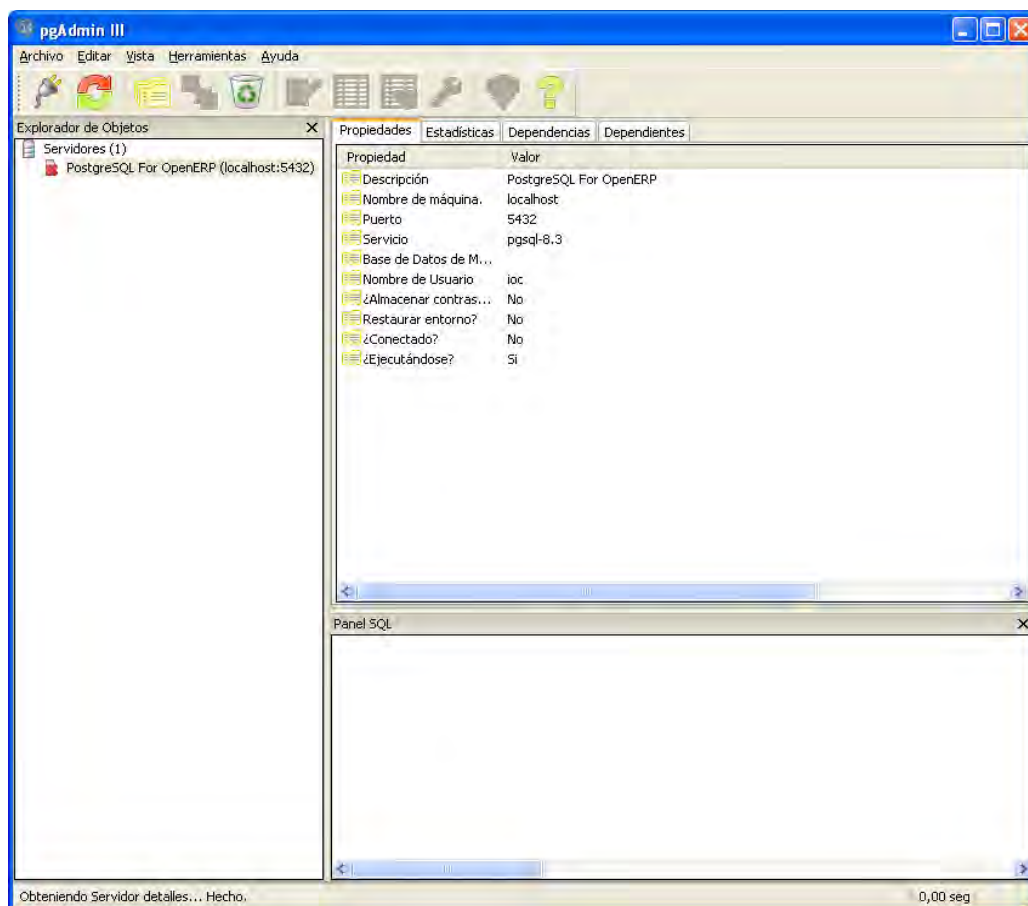 pgAdmin III
Archivo Editar Vista Herramientas Ayuda
Explorador de Objetos
Servidores (1)
PostgreSQL For OpenERP (localhost:5432)
Propiedades Estadísticas Dependencias Dependientes
Propiedad Valor
Descripción PostgreSQL For OpenERP
Nombre de máquina. localhost
Puerto 5432
Servicio pgsql-8.3
Base de Datos de M...
Nombre de Usuario ioc
¿Almacenar contras... No
Restaurar entorno? No
¿Conectado? No
¿Ejecutándose? Si
Panel SQL
Obteniendo Servidor detalles... Hecho. 0,00 seg